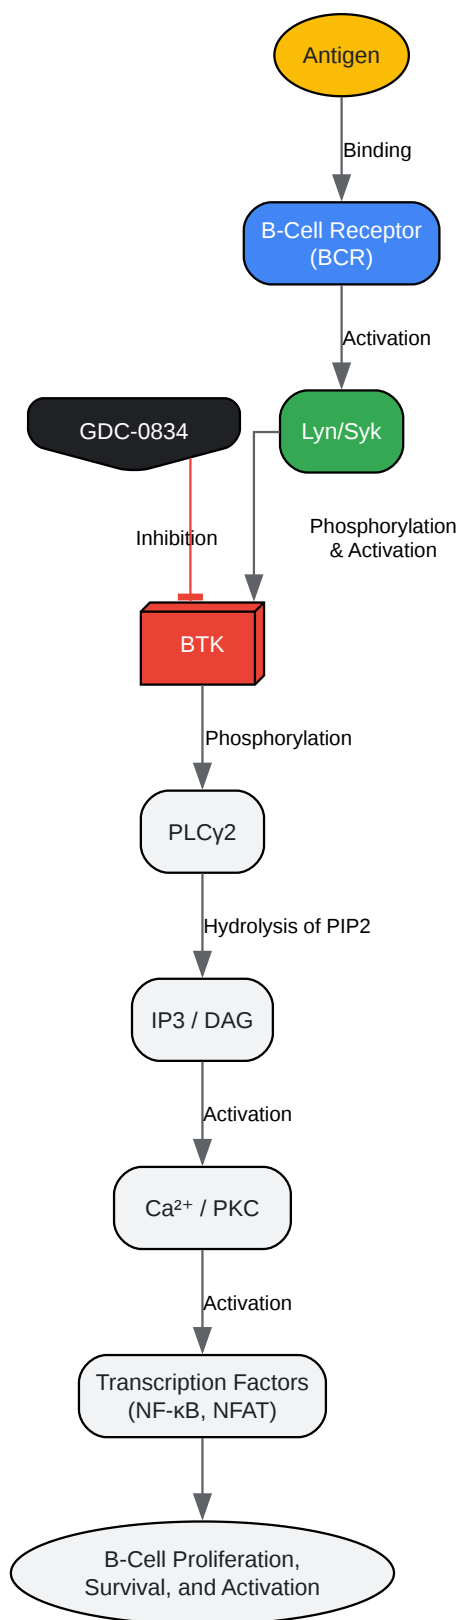 Antigen
Binding
B-Cell Receptor
(BCR)
Activation
GDC-0834
Lyn/Syk
Inhibition
Phosphorylation
& Activation
BTK
Phosphorylation
PLCγ2
Hydrolysis of PIP2
IP3 / DAG
Activation
Ca²⁺ / PKC
Activation
Transcription Factors
(NF-κB, NFAT)
B-Cell Proliferation,
Survival, and Activation